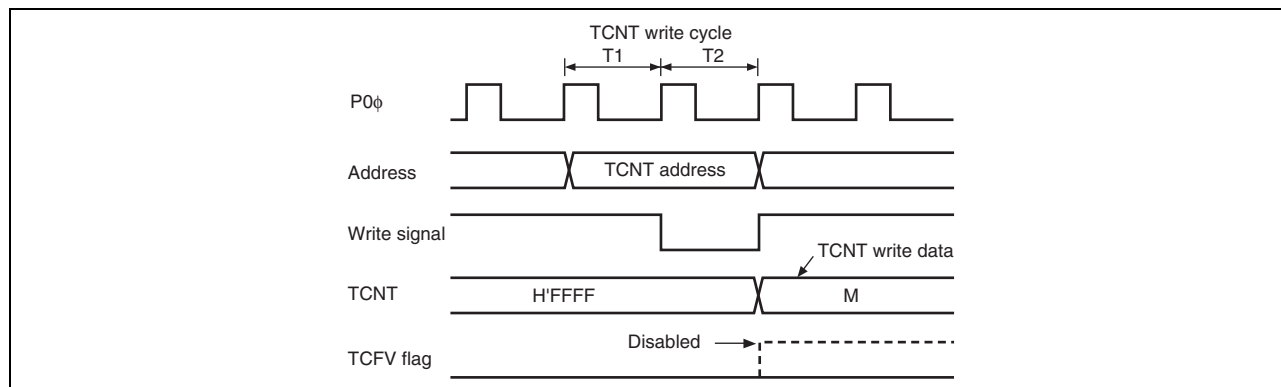 TCNT write cycle
T1 T2
P0ϕ
Address TCNT address
Write signal
TCNT write data
TCNT H'FFFF M
Disabled
TCFV flag